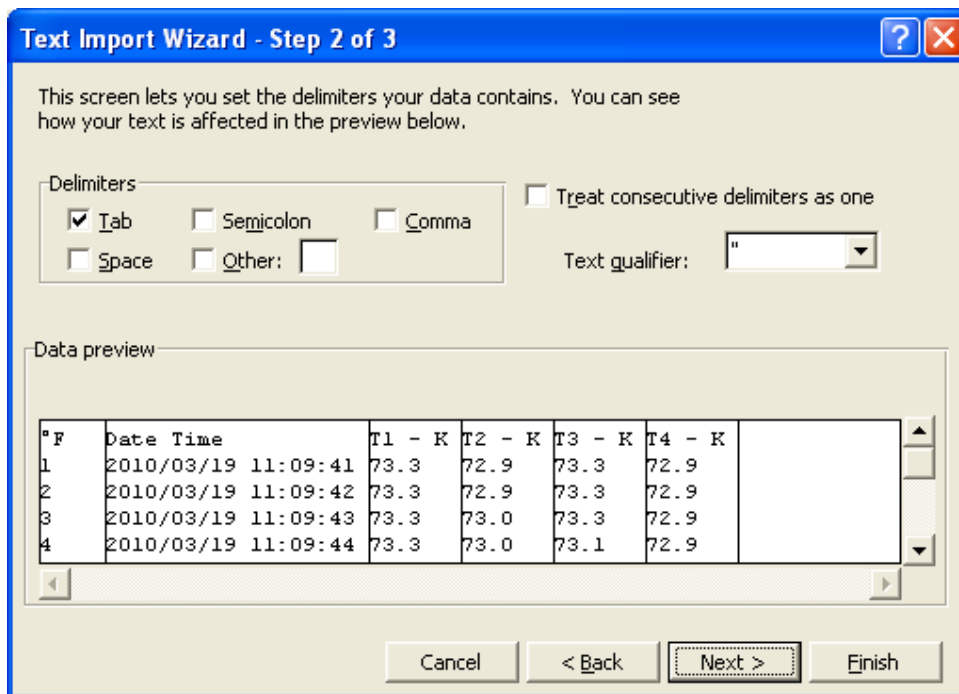 Text Import Wizard - Step 2 of 3
This screen lets you set the delimiters your data contains. You can see
how your text is affected in the preview below.
Delimiters
Tab Semicolon Comma
Space Other:
Treat consecutive delimiters as one
Text qualifier: "
Data preview
°F Date Time T1 - K T2 - K T3 - K T4 - K
1 2010/03/19 11:09:41 73.3 72.9 73.3 72.9
2 2010/03/19 11:09:42 73.3 72.9 73.3 72.9
3 2010/03/19 11:09:43 73.3 73.0 73.3 72.9
4 2010/03/19 11:09:44 73.3 73.0 73.1 72.9
Cancel < Back Next > Finish